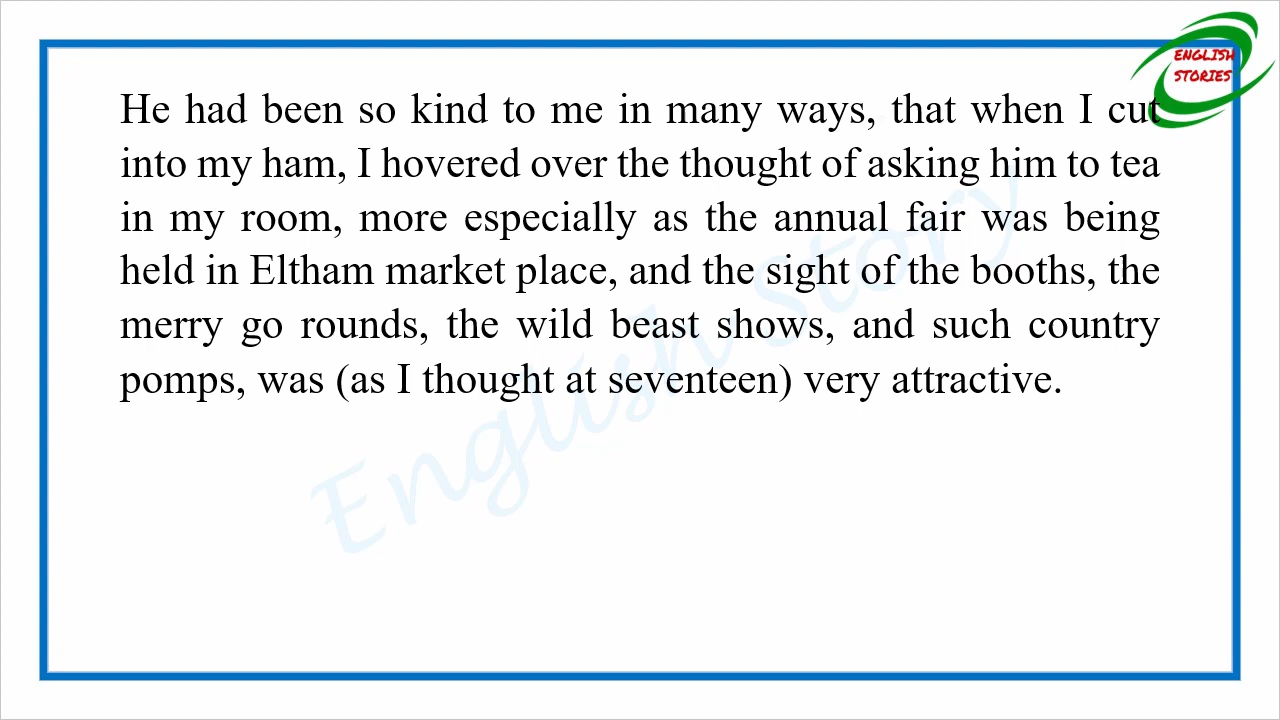 ENGLISH
STORIES
He had been so kind to me in many ways, that when I cut
into my ham, I hovered over the thought of asking him to tea
in my room, more especially as the annual fair was being
held in Eltham market place, and the sight of the booths, the
merry go rounds, the wild beast shows, and such country
pomps, was (as I thought at seventeen) very attractive.
English Story